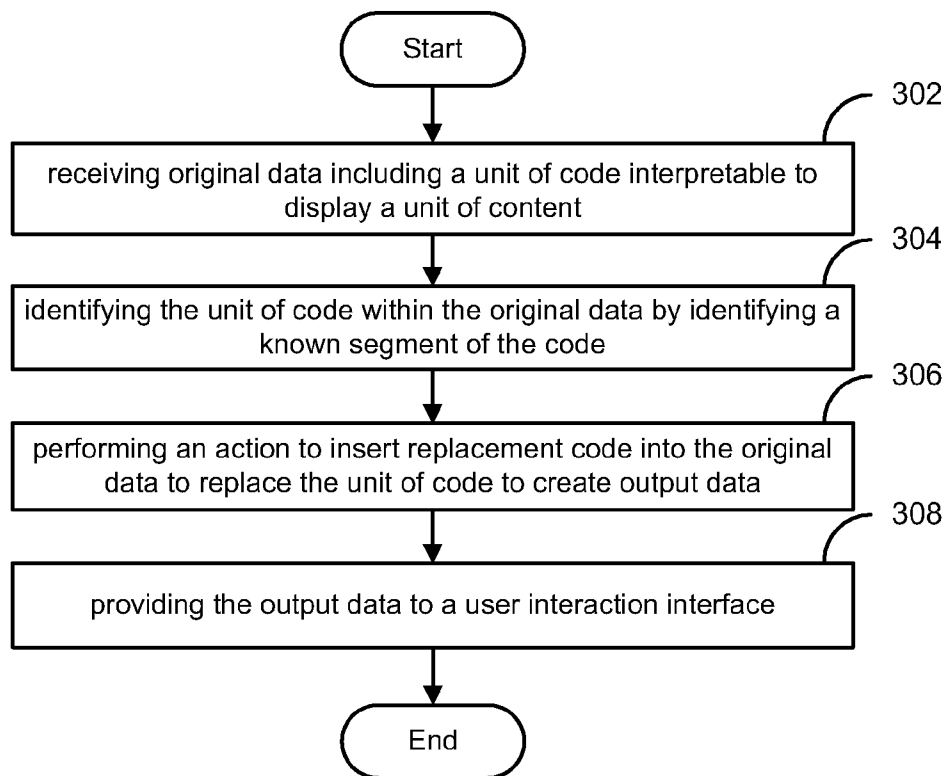 Start
302
receiving original data including a unit of code interpretable to
display a unit of content
304
identifying the unit of code within the original data by identifying a
known segment of the code
306
performing an action to insert replacement code into the original
data to replace the unit of code to create output data
308
providing the output data to a user interaction interface
End